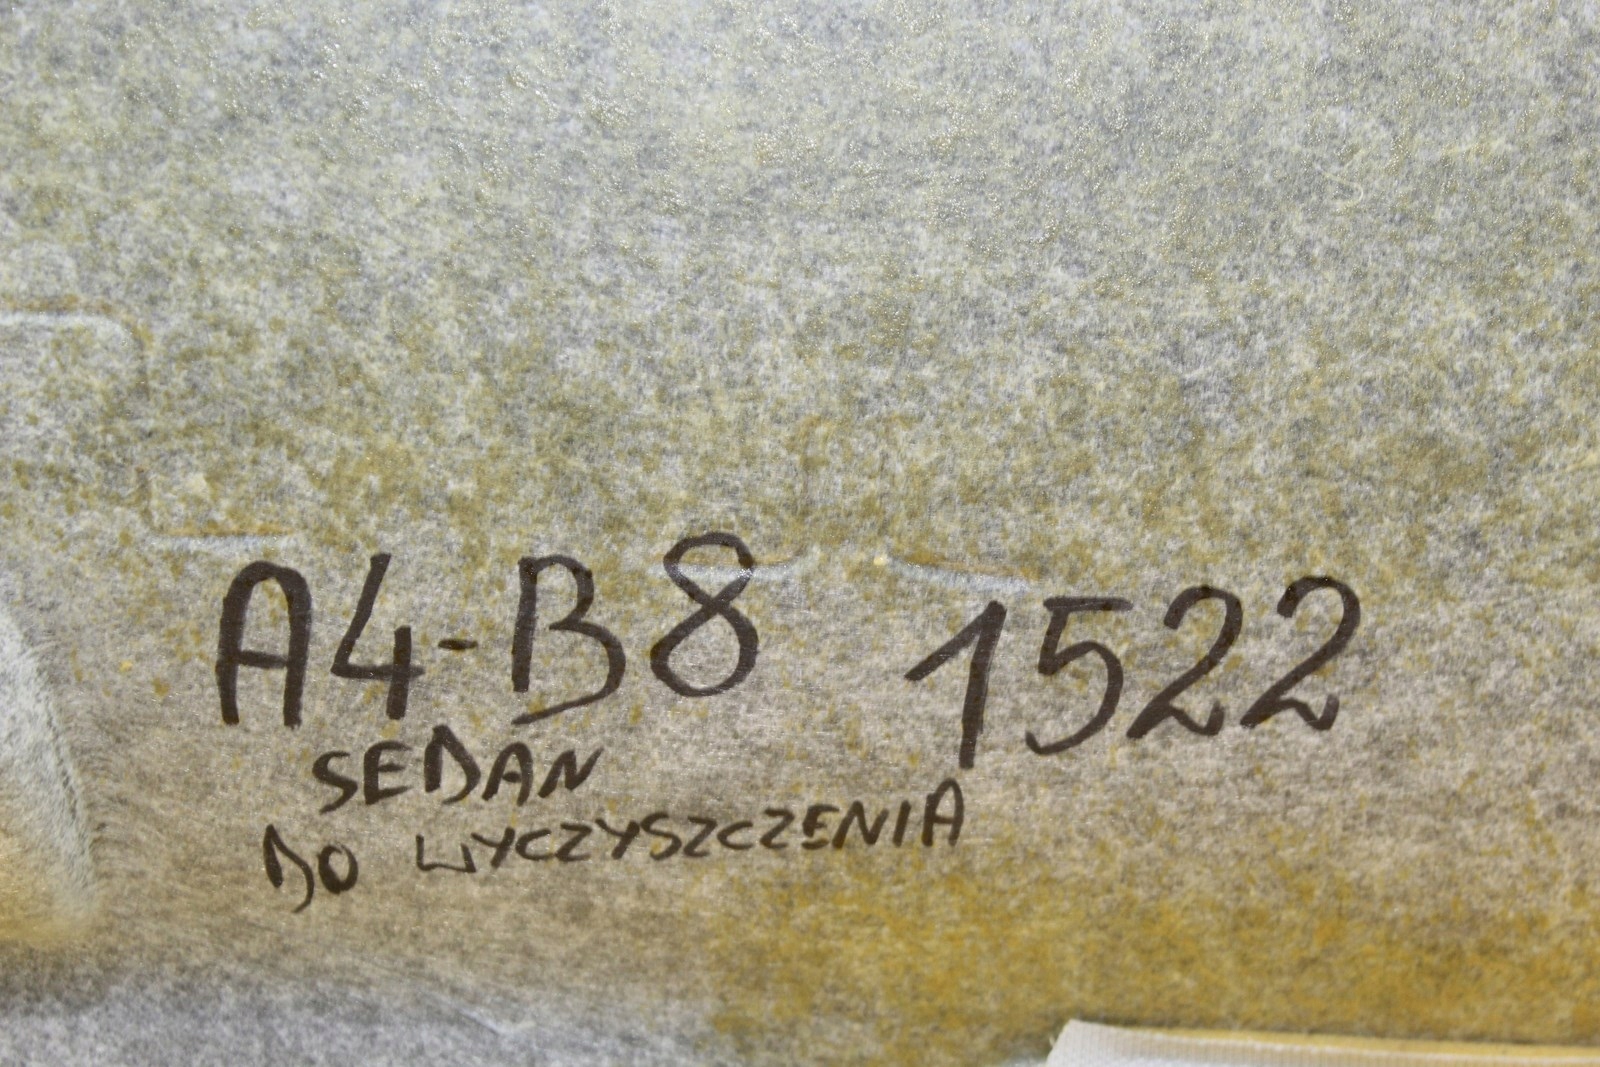 A4-B8 1522
SEDAN
DO WYCZYSZCZENIA